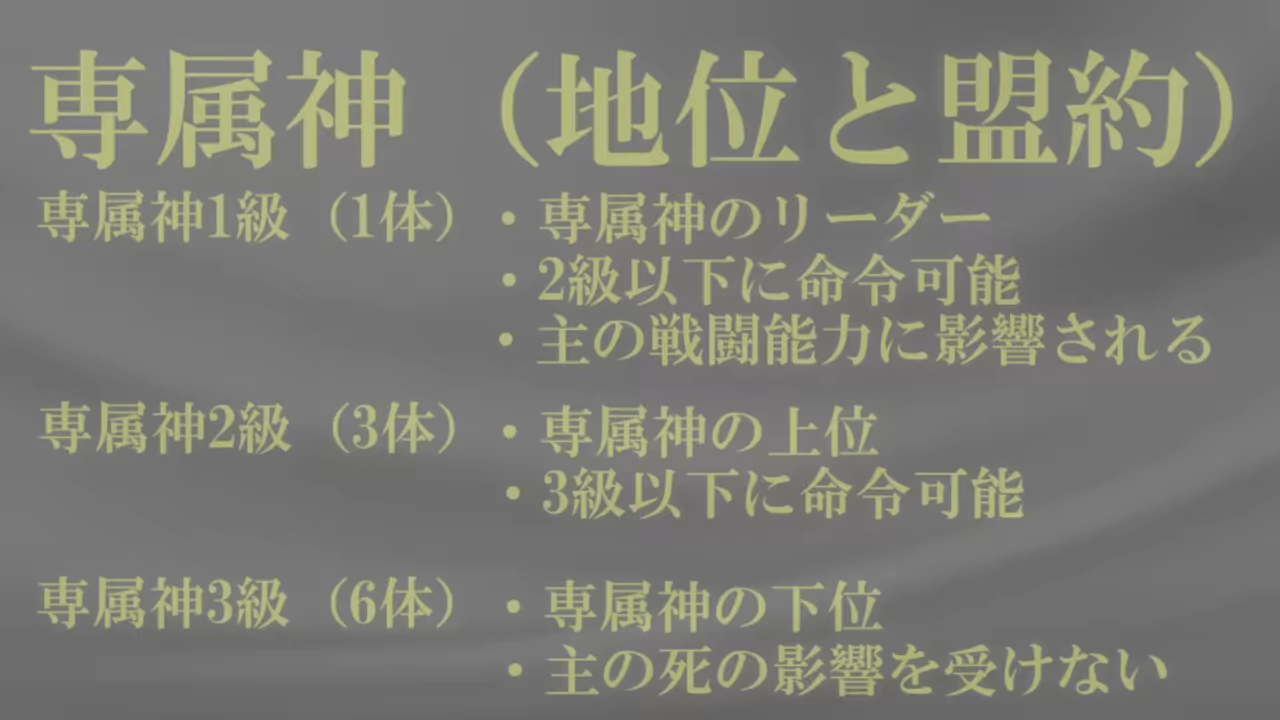 専属神（地位と盟約）
専属神1級（1体）・専属神のリーダー
・2級以下に命令可能
・主の戦闘能力に影響される
専属神2級（3体）・専属神の上位
・3級以下に命令可能
専属神3級（6体）・専属神の下位
・主の死の影響を受けない